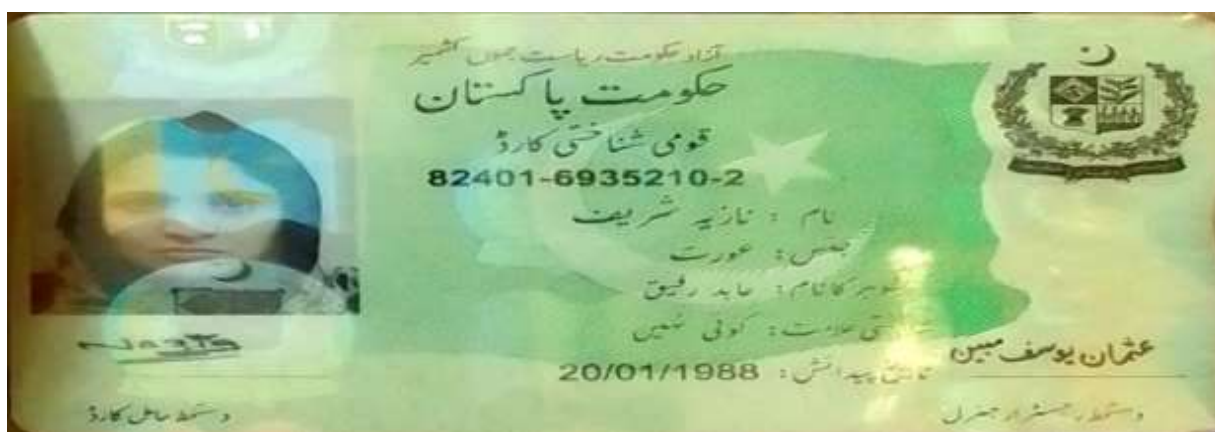 آزاد حکومت ریاست جموں کشمیر
حکومت پاکستان
قومی شناختی کارڈ
82401-6935210-2
نام : نازیہ شریف
جنس : عورت
شوہر کا نام : عابد رفیق
شناختی علامت : کوئی نہیں
تاریخ پیدائش : 20/01/1988
Nazia
دستخط حامل کارڈ
عثمان یوسف مبین
دستخط رجسٹرار جنرل